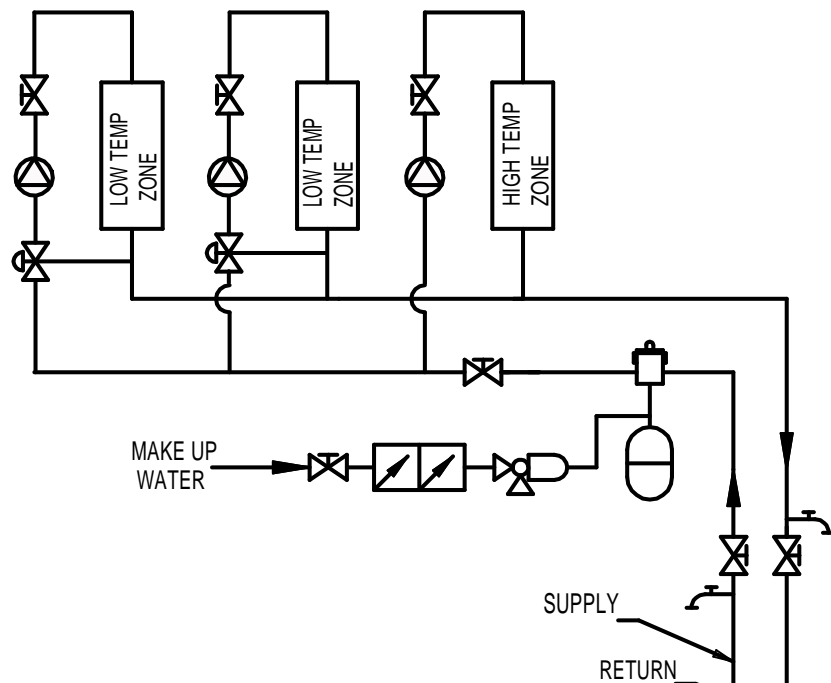 LOW TEMP
ZONE
LOW TEMP
ZONE
HIGH TEMP
ZONE
MAKE UP
WATER
SUPPLY
RETURN